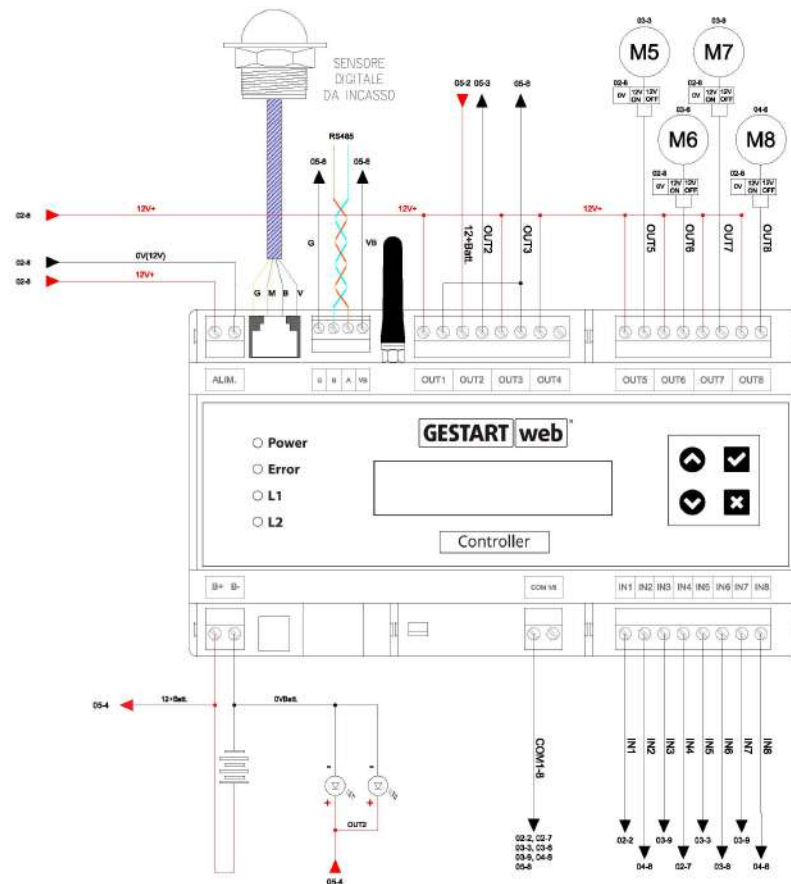 03-3
03-9
M5
M7
SENSORE
DIGITALE
DA INCASSO
05-2
05-3
05-8
02-8
0V
12V ON
12V OFF
02-8
0V
12V ON
12V OFF
03-6
04-6
M6
M8
RS485
05-8
05-8
02-8
0V
12V ON
12V OFF
02-8
0V
12V ON
12V OFF
02-8
12V+
12V+
12V+
G
VB
12+Batt.
OUT2
OUT3
OUT5
OUT6
OUT7
OUT8
02-8
0V(12V)
02-8
12V+
G M B V
ALIM.
G B A VB
OUT1 OUT2 OUT3 OUT4
OUT5 OUT6 OUT7 OUT8
GESTART web
Power
Error
L1
L2
Controller
B+ B-
IN1 IN2 IN3 IN4 IN5 IN6 IN7 IN8
05-4
12+Batt.
0VBatt.
- -
+ +
OUT2
05-4
COM1-8
IN1
IN2
IN3
IN4
IN5
IN6
IN7
IN8
02-2, 02-7
03-3, 03-6
03-9, 04-6
05-8
02-2
03-9
03-3
03-9
04-8
02-7
03-8
04-8